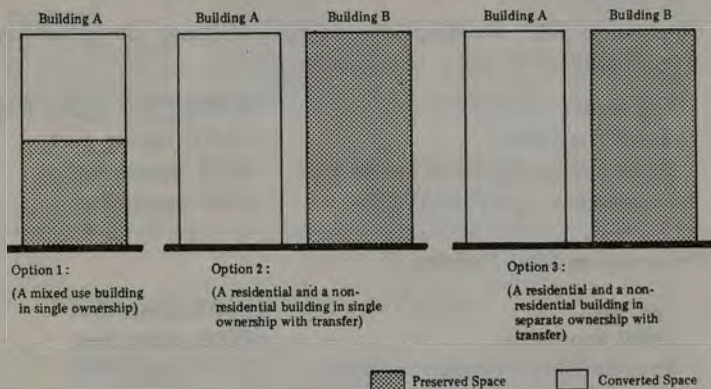 Building A
Building A
Building B
Building A
Building B
Option 1:
(A mixed use building
in single ownership)
Option 2:
(A residential and a non-
residential building in single
ownership with transfer)
Option 3:
(A residential and a non-
residential building in
separate ownership with
transfer)
Preserved Space
Converted Space